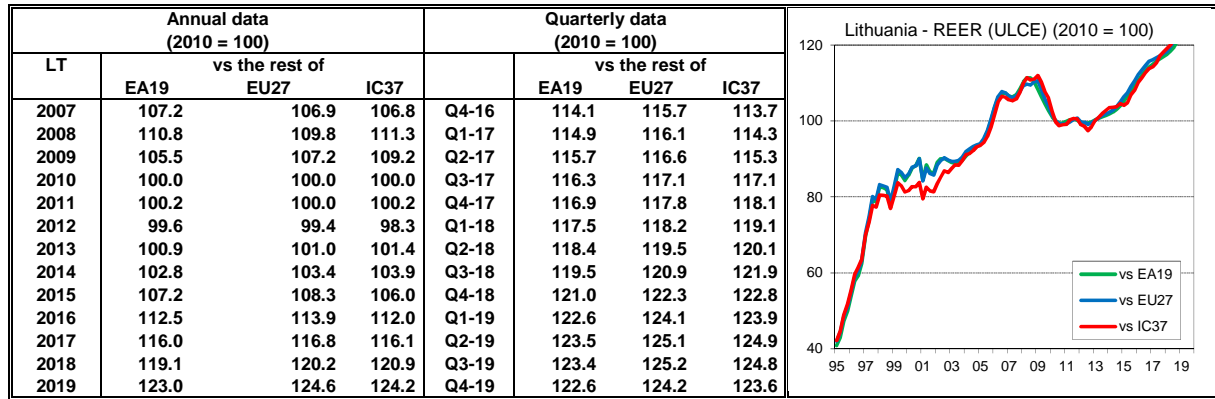 Annual data Quarterly data
(2010 = 100) (2010 = 100)
LT vs the rest of vs the rest of
EA19 EU27 IC37 EA19 EU27 IC37
2007 107.2 106.9 106.8 Q4-16 114.1 115.7 113.7
2008 110.8 109.8 111.3 Q1-17 114.9 116.1 114.3
2009 105.5 107.2 109.2 Q2-17 115.7 116.6 115.3
2010 100.0 100.0 100.0 Q3-17 116.3 117.1 117.1
2011 100.2 100.0 100.2 Q4-17 116.9 117.8 118.1
2012 99.6 99.4 98.3 Q1-18 117.5 118.2 119.1
2013 100.9 101.0 101.4 Q2-18 118.4 119.5 120.1
2014 102.8 103.4 103.9 Q3-18 119.5 120.9 121.9
2015 107.2 108.3 106.0 Q4-18 121.0 122.3 122.8
2016 112.5 113.9 112.0 Q1-19 122.6 124.1 123.9
2017 116.0 116.8 116.1 Q2-19 123.5 125.1 124.9
2018 119.1 120.2 120.9 Q3-19 123.4 125.2 124.8
2019 123.0 124.6 124.2 Q4-19 122.6 124.2 123.6
Lithuania - REER (ULCE) (2010 = 100)
120
100
80
60
40
vs EA19
vs EU27
vs IC37
95 97 99 01 03 05 07 09 11 13 15 17 19